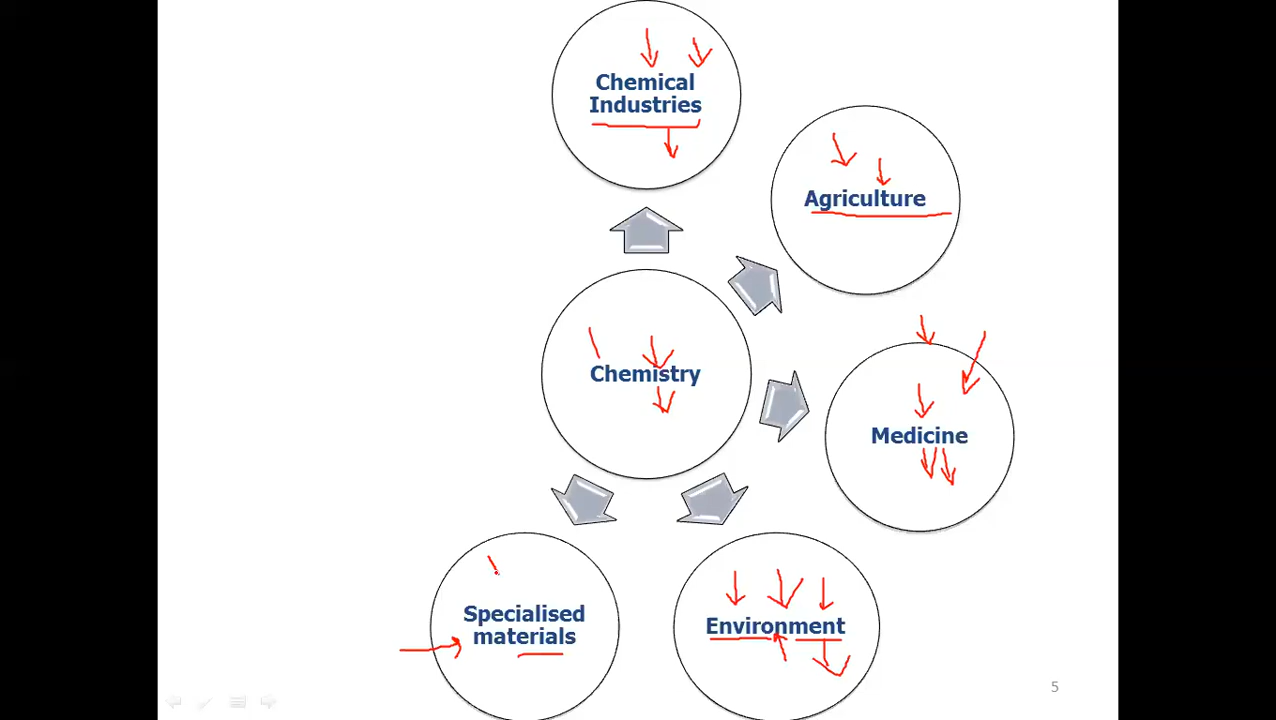 Chemical
Industries
Agriculture
Chemistry
Medicine
Specialised
materials
Environment
5